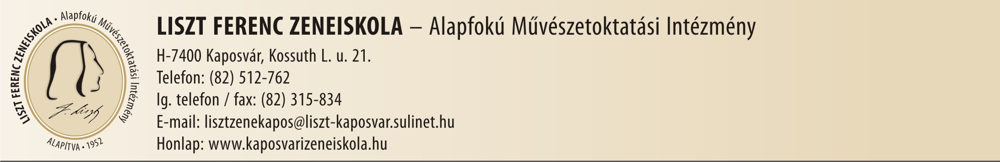 LISZT FERENC ZENEISKOLA • Alapfokú Művészetoktatási Intézmény
J. Liszt
ALAPÍTVA • 1952
LISZT FERENC ZENEISKOLA – Alapfokú Művészetoktatási Intézmény
H-7400 Kaposvár, Kossuth L. u. 21.
Telefon: (82) 512-762
Ig. telefon / fax: (82) 315-834
E-mail: lisztzenekapos@liszt-kaposvar.sulinet.hu
Honlap: www.kaposvarizeneiskola.hu